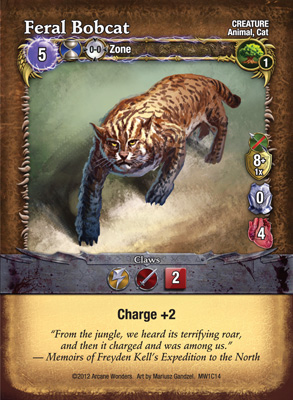 Feral Bobcat
CREATURE
Animal, Cat
5
0-0 Zone
1
8+
1x
0
4
Claws
2
Charge +2
“From the jungle, we heard its terrifying roar,
and then it charged and was among us.”
— Memoirs of Freyden Kell’s Expedition to the North
©2012 Arcane Wonders. Art by Mariusz Gandzel. MW1C14